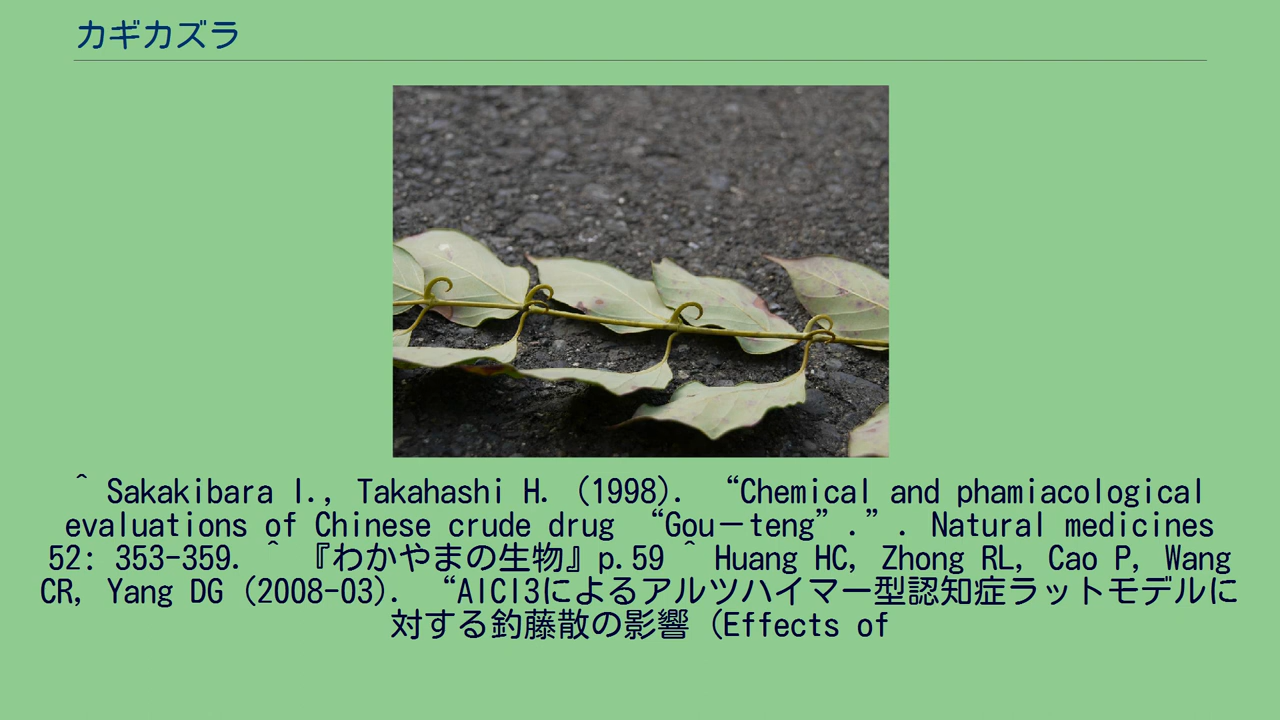 カギカズラ
^ Sakakibara I., Takahashi H. (1998). “Chemical and phamiacological
evaluations of Chinese crude drug “Gou－teng”.”. Natural medicines
52: 353-359. ^ 『わかやまの生物』p.59 ^ Huang HC, Zhong RL, Cao P, Wang
CR, Yang DG (2008-03). “AlCl3によるアルツハイマー型認知症ラットモデルに
対する釣藤散の影響 (Effects of